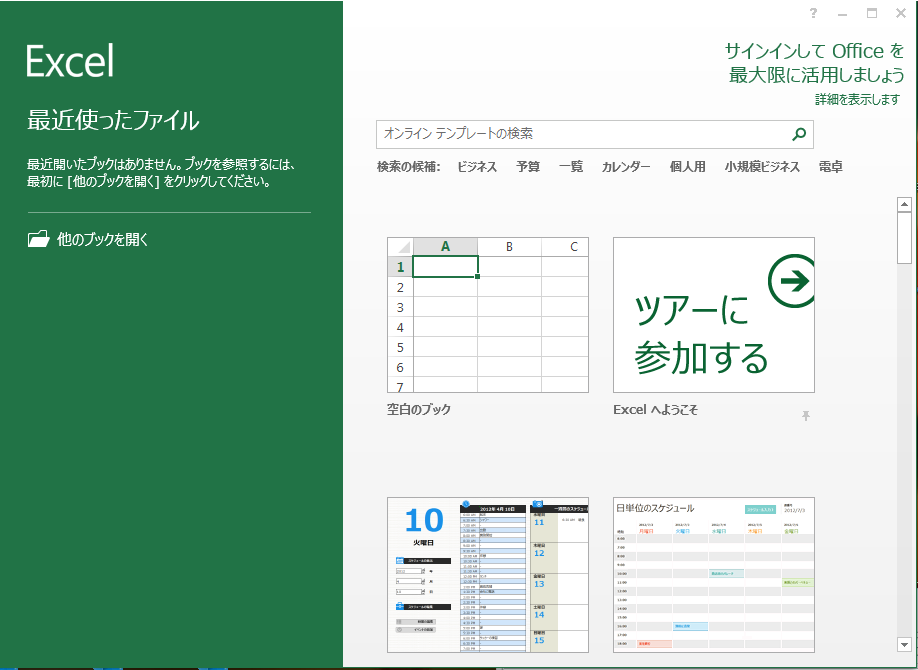 ?
Excel
サインインして Office を
最大限に活用しましょう
詳細を表示します
最近使ったファイル
最近開いたブックはありません。ブックを参照するには、
最初に [他のブックを開く] をクリックしてください。
他のブックを開く
オンライン テンプレートの検索
検索の候補: ビジネス 予算 一覧 カレンダー 個人用 小規模ビジネス 電卓
A B C
1
2
3
4
5
6
7
空白のブック
ツアーに
参加する
Excel へようこそ
10
火曜日
2012年 4月 10日
11
12
13
14
15
日単位のスケジュール